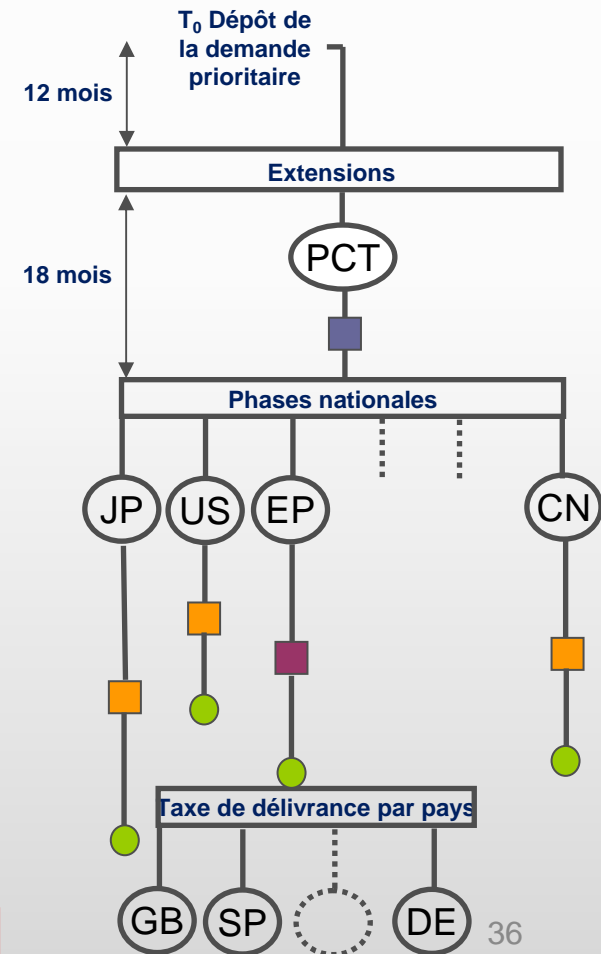 T₀ Dépôt de
la demande
prioritaire
12 mois
Extensions
18 mois
PCT
Phases nationales
JP
US
EP
CN
Taxe de délivrance par pays
GB
SP
DE
36